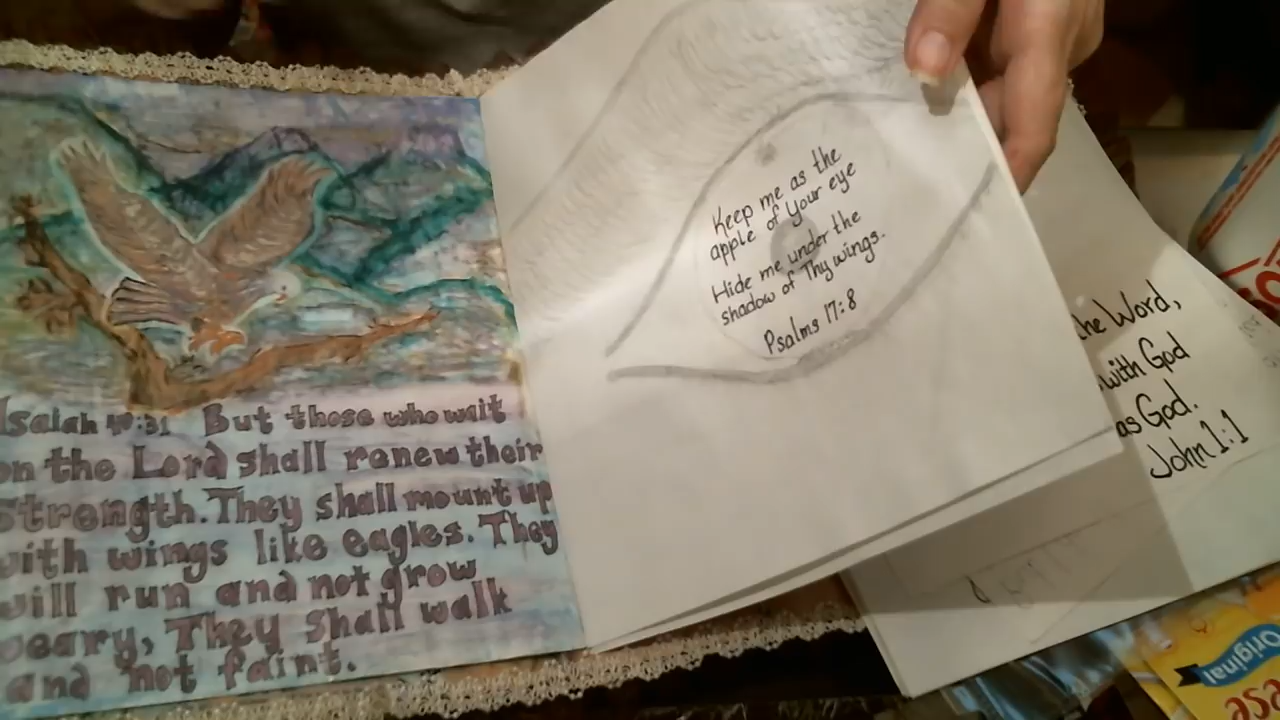 Isaiah 40:31 But those who wait
on the Lord shall renew their
strength. They shall mount up
with wings like eagles. They
will run and not grow
weary, They shall walk
and not faint.
Keep me as the
apple of your eye
Hide me under the
shadow of Thy wings.
Psalms 17:8
the Word,
with God
as God.
John 1:1
Original